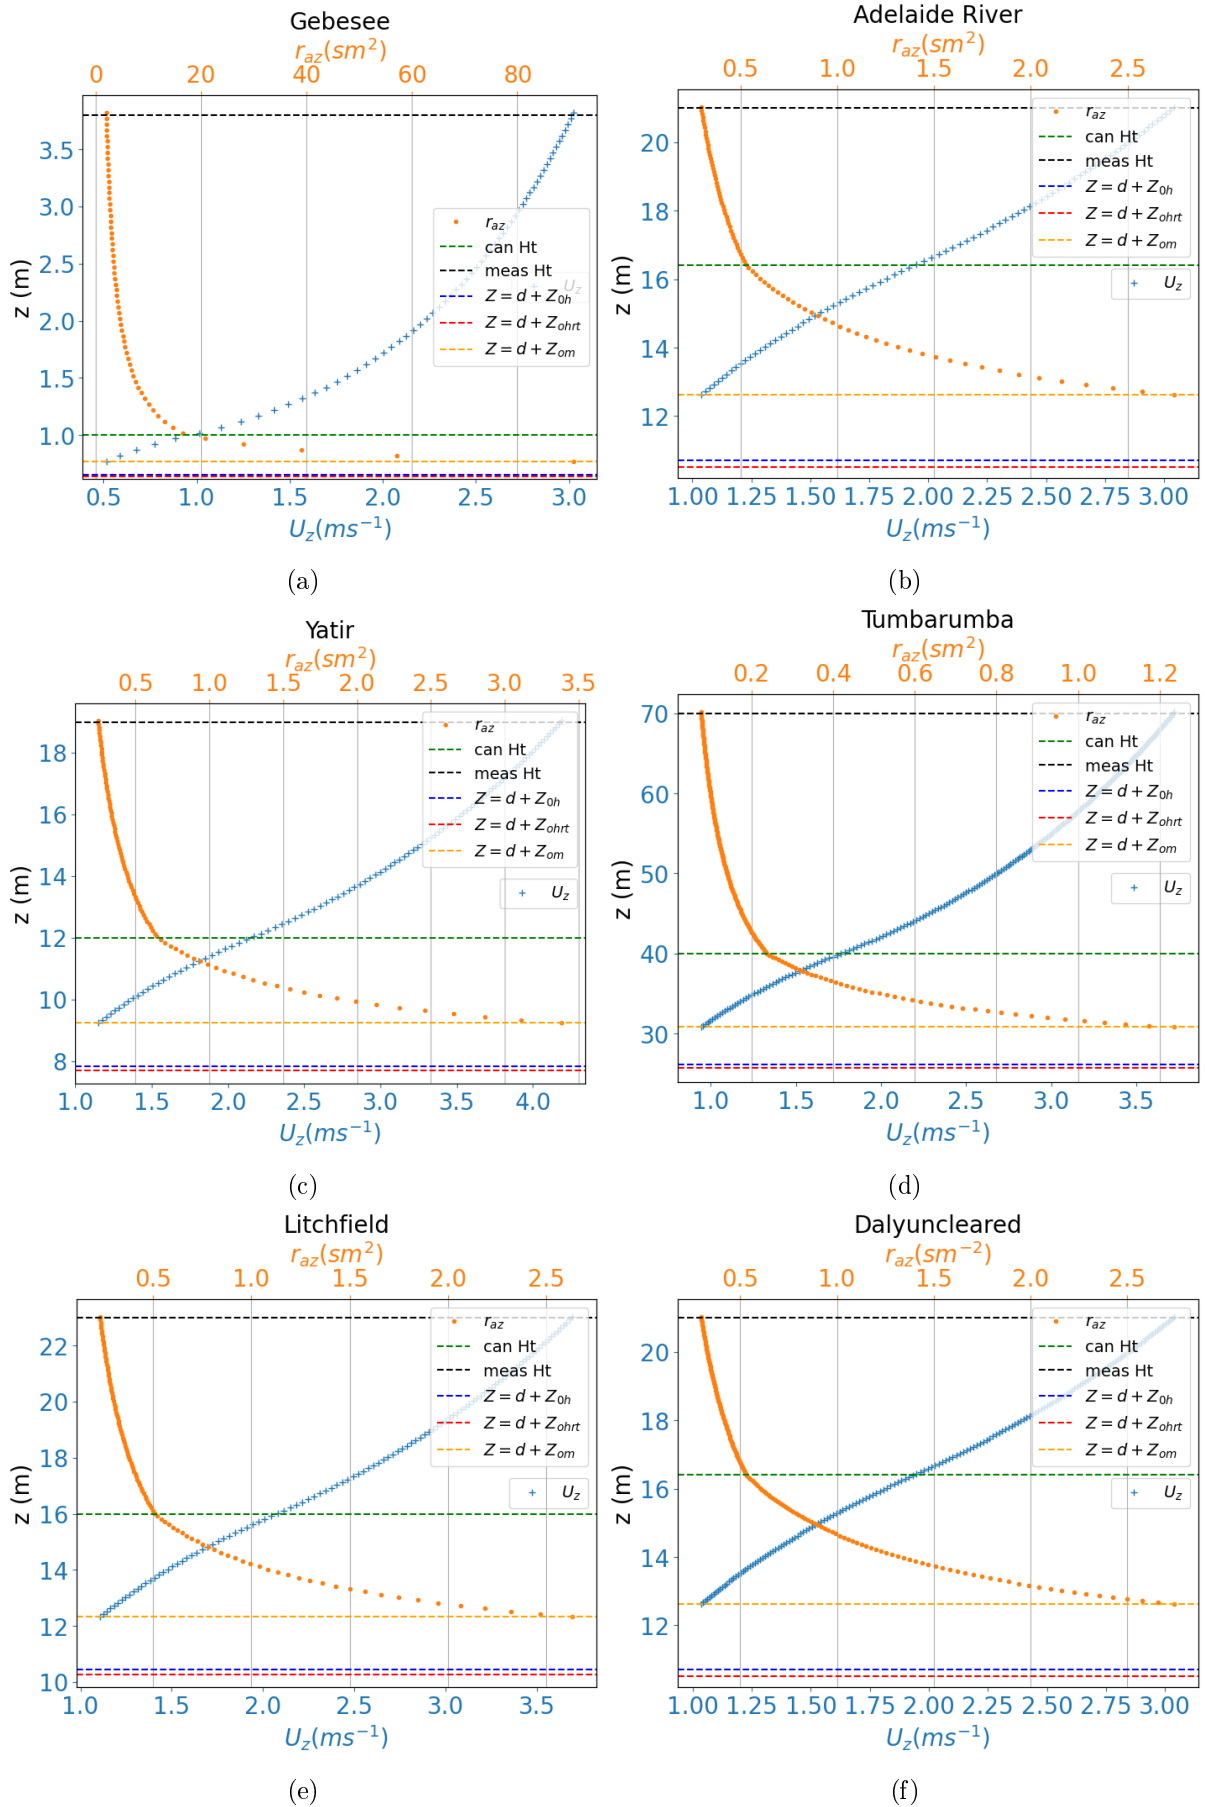 Gebesee
r_az(sm²)
0 20 40 60 80
z (m)
3.5
3.0
2.5
2.0
1.5
1.0
r_az
can Ht
meas Ht
U_z
Z = d + Z_0h
Z = d + Z_ohrt
Z = d + Z_om
0.5 1.0 1.5 2.0 2.5 3.0
U_z(ms⁻¹)
(a)
Adelaide River
r_az(sm²)
0.5 1.0 1.5 2.0 2.5
z (m)
20
18
16
14
12
r_az
can Ht
meas Ht
Z = d + Z_0h
Z = d + Z_ohrt
Z = d + Z_om
U_z
1.00 1.25 1.50 1.75 2.00 2.25 2.50 2.75 3.00
U_z(ms⁻¹)
(b)
Yatir
r_az(sm²)
0.5 1.0 1.5 2.0 2.5 3.0 3.5
z (m)
18
16
14
12
10
8
r_az
can Ht
meas Ht
Z = d + Z_0h
Z = d + Z_ohrt
Z = d + Z_om
U_z
1.0 1.5 2.0 2.5 3.0 3.5 4.0
U_z(ms⁻¹)
(c)
Tumbarumba
r_az(sm²)
0.2 0.4 0.6 0.8 1.0 1.2
z (m)
70
60
50
40
30
r_az
can Ht
meas Ht
Z = d + Z_0h
Z = d + Z_ohrt
Z = d + Z_om
U_z
1.0 1.5 2.0 2.5 3.0 3.5
U_z(ms⁻¹)
(d)
Litchfield
r_az(sm²)
0.5 1.0 1.5 2.0 2.5
z (m)
22
20
18
16
14
12
10
r_az
can Ht
meas Ht
Z = d + Z_0h
Z = d + Z_ohrt
Z = d + Z_om
U_z
1.0 1.5 2.0 2.5 3.0 3.5
U_z(ms⁻¹)
(e)
Dalyuncleared
r_az(sm⁻²)
0.5 1.0 1.5 2.0 2.5
z (m)
20
18
16
14
12
r_az
can Ht
meas Ht
Z = d + Z_0h
Z = d + Z_ohrt
Z = d + Z_om
U_z
1.00 1.25 1.50 1.75 2.00 2.25 2.50 2.75 3.00
U_z(ms⁻¹)
(f)